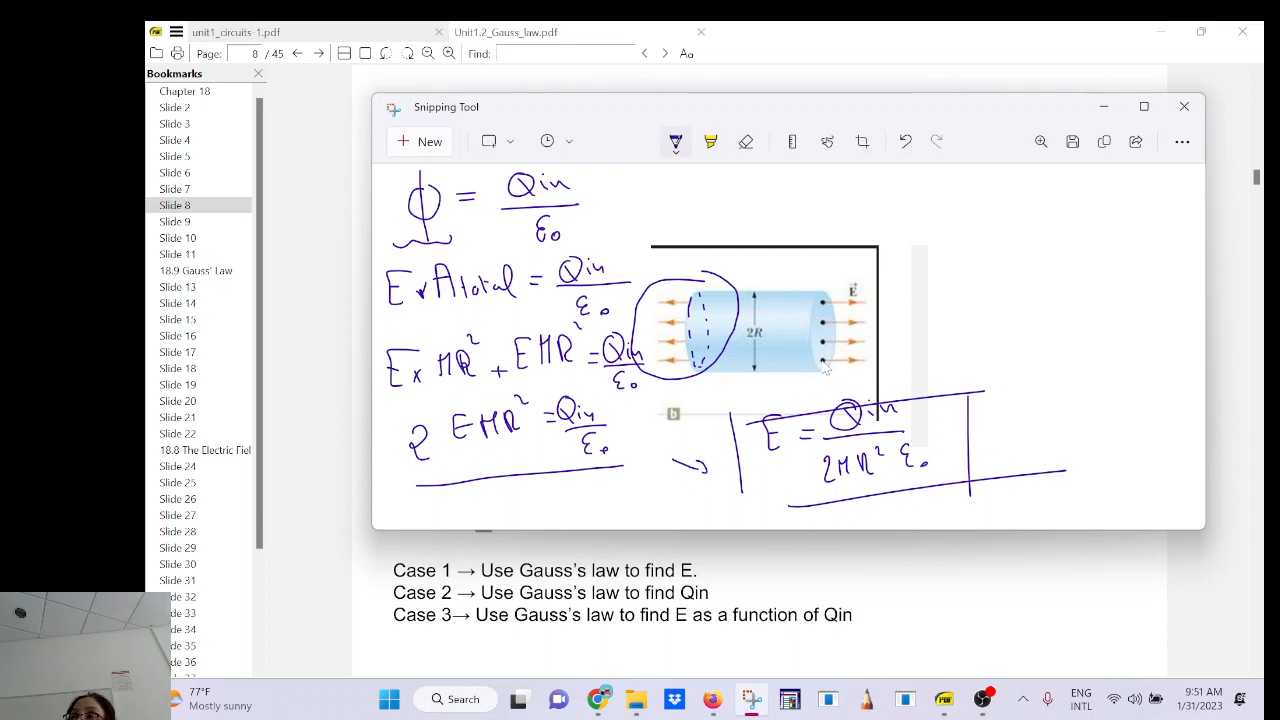 unit1_circuits-1.pdf
Unit1.2_Gauss_law.pdf
Page: 8 / 45 Find: Aa
Bookmarks
Chapter 18
Slide 2
Slide 3
Slide 4
Slide 5
Slide 6
Slide 7
Slide 8
Slide 9
Slide 10
Slide 11
18.9 Gauss' Law
Slide 13
Slide 14
Slide 15
Slide 16
Slide 17
Slide 18
Slide 19
Slide 20
Slide 21
Slide 22
18.8 The Electric Fiel
Slide 24
Slide 25
Slide 26
Slide 27
Slide 28
Slide 29
Slide 30
Slide 31
32
33
34
35
36
Snipping Tool
New
ϕ = Qin / ε₀
E x A total = Qin / ε₀
E x πR² + EπR² = Qin / ε₀
2 EπR² = Qin / ε₀
E = Qin / 2πR² ε₀
E
2R
b
Case 1 → Use Gauss's law to find E.
Case 2 → Use Gauss's law to find Qin
Case 3→ Use Gauss's law to find E as a function of Qin
77°F
Mostly sunny
Search
ENG
INTL
9:51 AM
1/31/2023